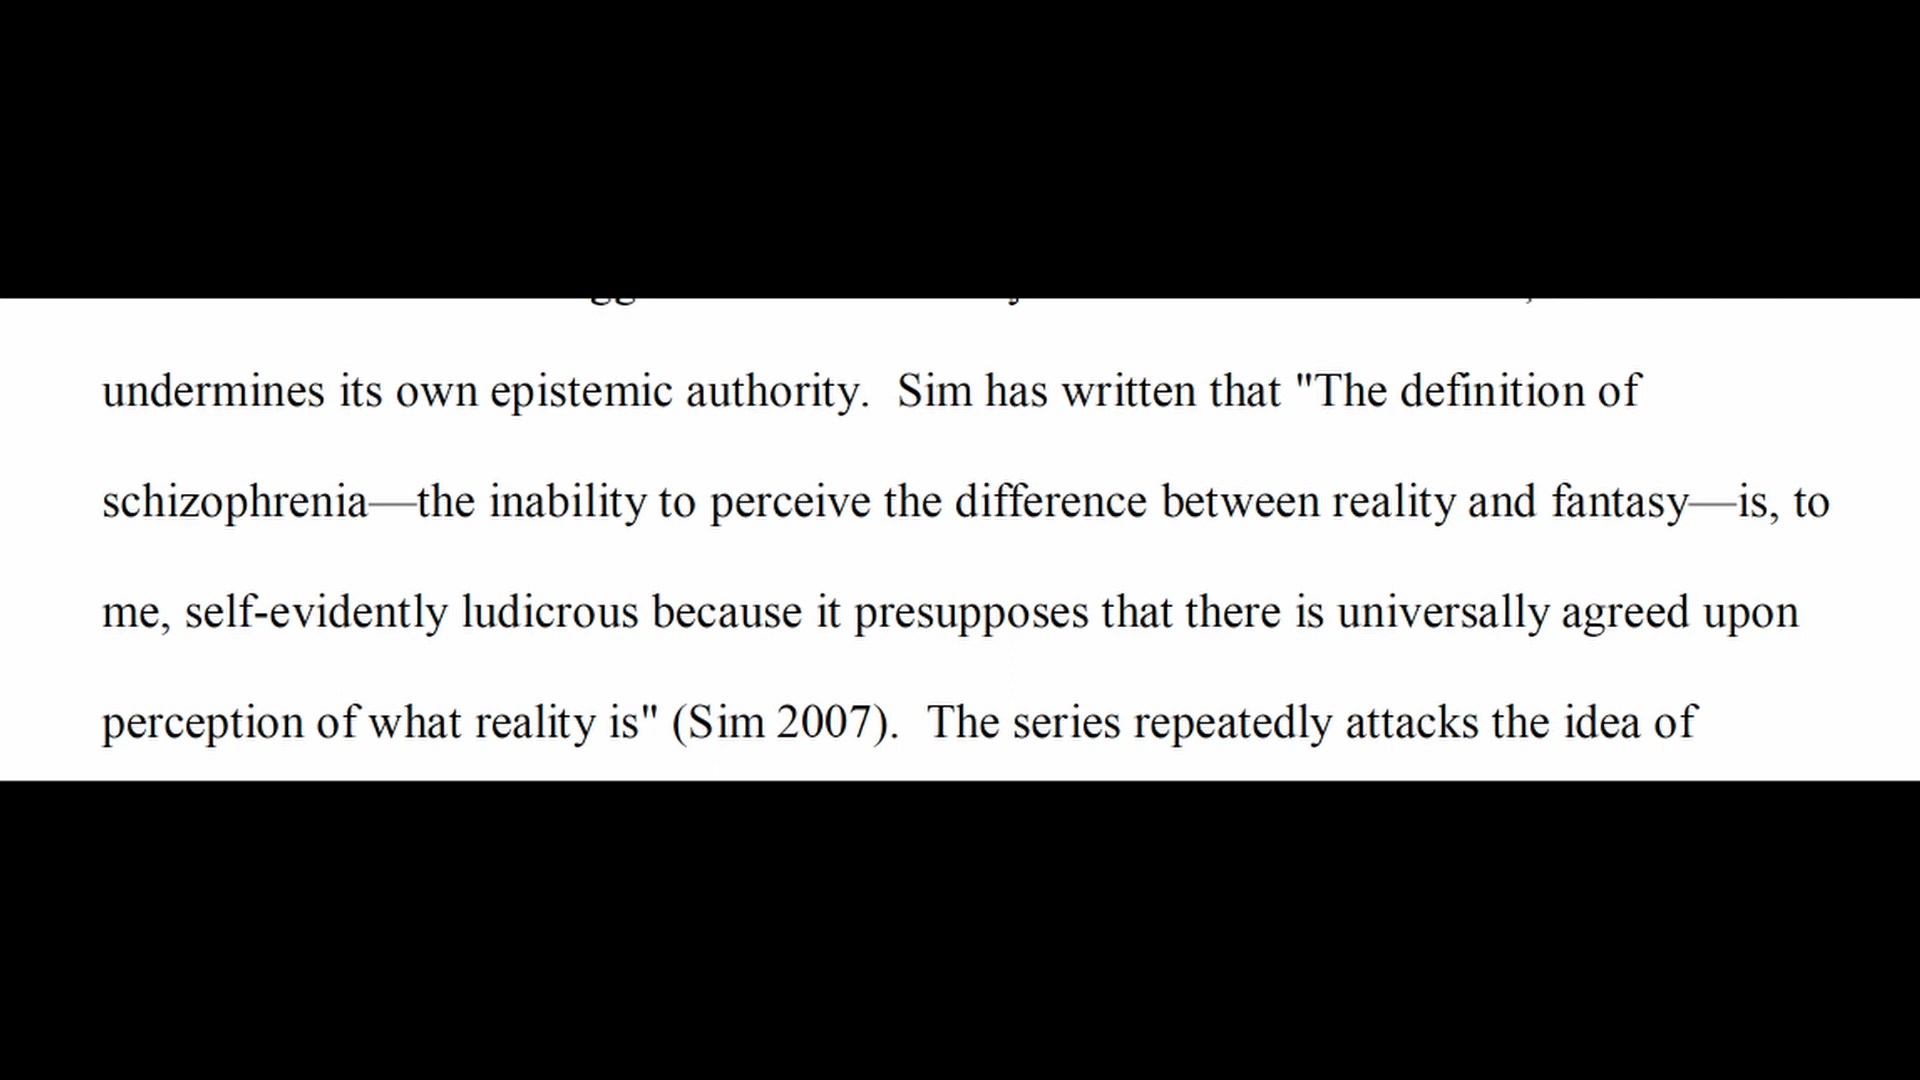 undermines its own epistemic authority.  Sim has written that "The definition of
schizophrenia—the inability to perceive the difference between reality and fantasy—is, to
me, self-evidently ludicrous because it presupposes that there is universally agreed upon
perception of what reality is" (Sim 2007).  The series repeatedly attacks the idea of